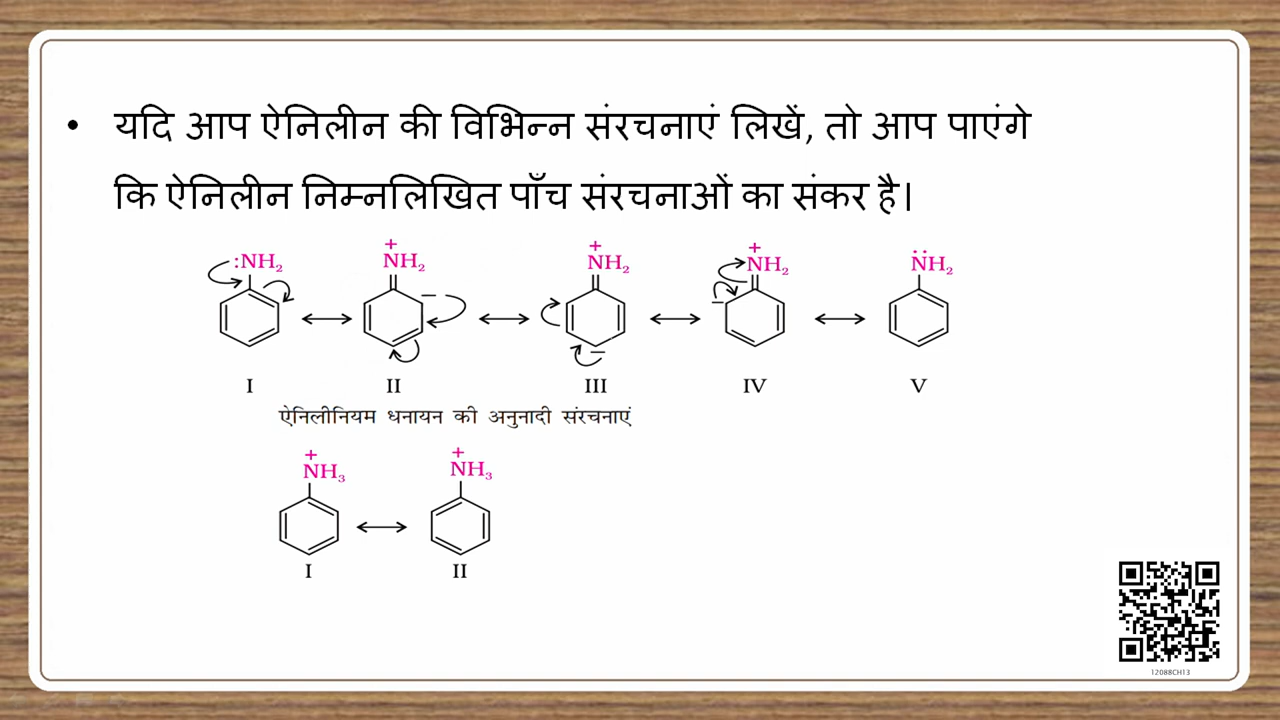 • यदि आप ऐनिलीन की विभिन्न संरचनाएं लिखें, तो आप पाएंगे
कि ऐनिलीन निम्नलिखित पाँच संरचनाओं का संकर है।
:NH₂ +NH₂ +NH₂ +NH₂ N̈H₂
I II III IV V
ऐनिलीनियम धनायन की अनुनादी संरचनाएं
+NH₃ +NH₃
I II
12088CH13